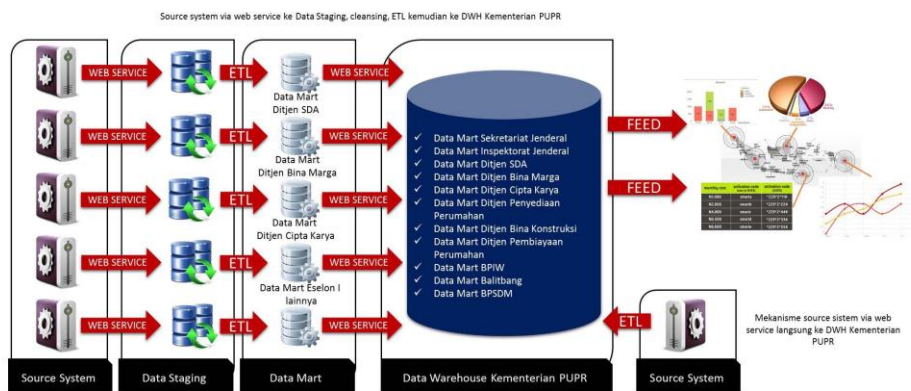 Source system via web service ke Data Staging, cleansing, ETL kemudian ke DWH Kementerian PUPR
WEB SERVICE
ETL
WEB SERVICE
Data Mart
Ditjen SDA
WEB SERVICE
ETL
WEB SERVICE
Data Mart
Ditjen Bina Marga
WEB SERVICE
ETL
WEB SERVICE
Data Mart
Ditjen Cipta Karya
WEB SERVICE
ETL
WEB SERVICE
Data Mart Eselon I
lainnya
WEB SERVICE
ETL
WEB SERVICE
✓ Data Mart Sekretariat Jenderal
✓ Data Mart Inspektorat Jenderal
✓ Data Mart Ditjen SDA
✓ Data Mart Ditjen Bina Marga
✓ Data Mart Ditjen Cipta Karya
✓ Data Mart Ditjen Penyediaan
Perumahan
✓ Data Mart Ditjen Bina Konstruksi
✓ Data Mart Ditjen Pembiayaan
Perumahan
✓ Data Mart BPIW
✓ Data Mart Balitbang
✓ Data Mart BPSDM
FEED
FEED
ETL
Mekanisme source sistem via web
service langsung ke DWH Kementerian
PUPR
Source System
Data Staging
Data Mart
Data Warehouse Kementerian PUPR
Source System